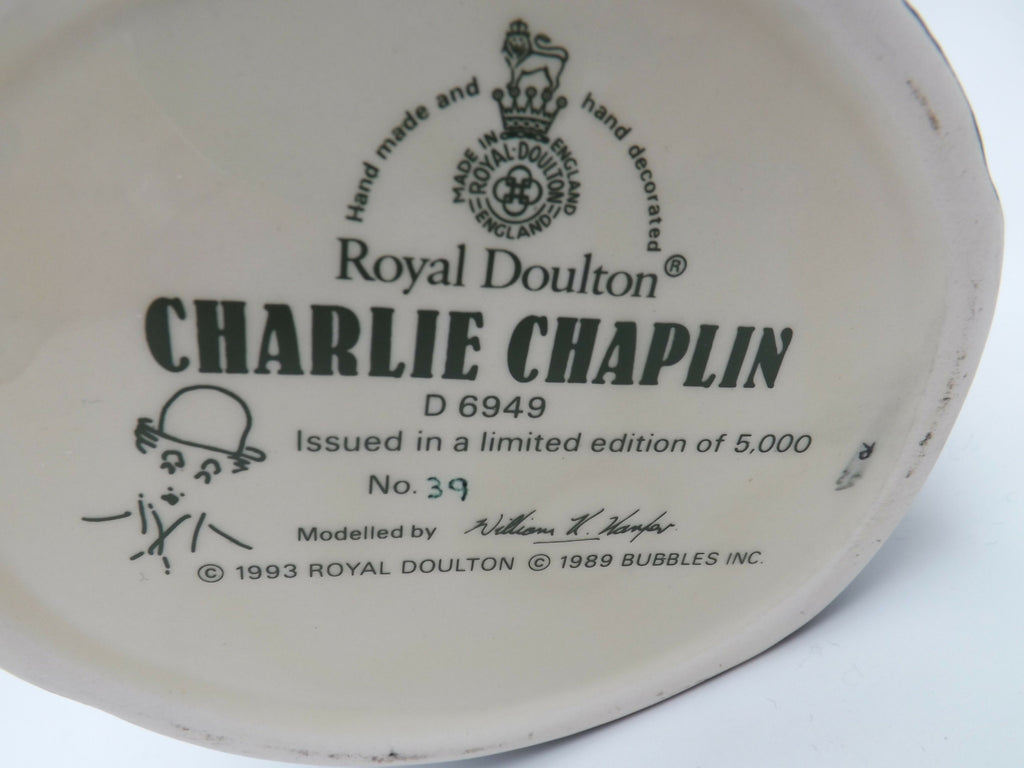 Hand made and hand decorated
MADE IN ENGLAND
ROYAL·DOULTON
ENGLAND
Royal Doulton®
CHARLIE CHAPLIN
D 6949
Issued in a limited edition of 5,000
No. 39
Modelled by William K. Harper
© 1993 ROYAL DOULTON © 1989 BUBBLES INC.
R